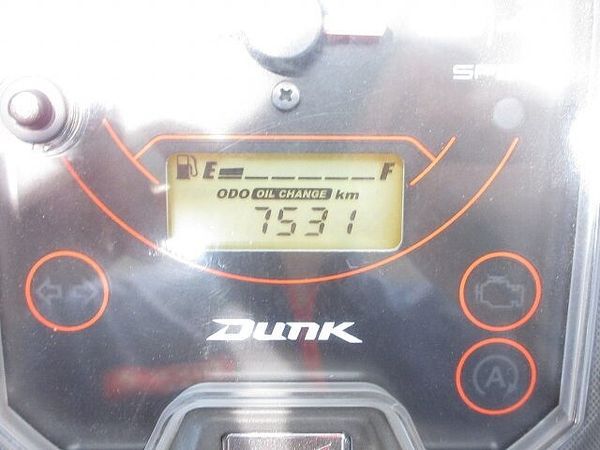 E F
ODO OIL CHANGE km
7531
Dunk
A